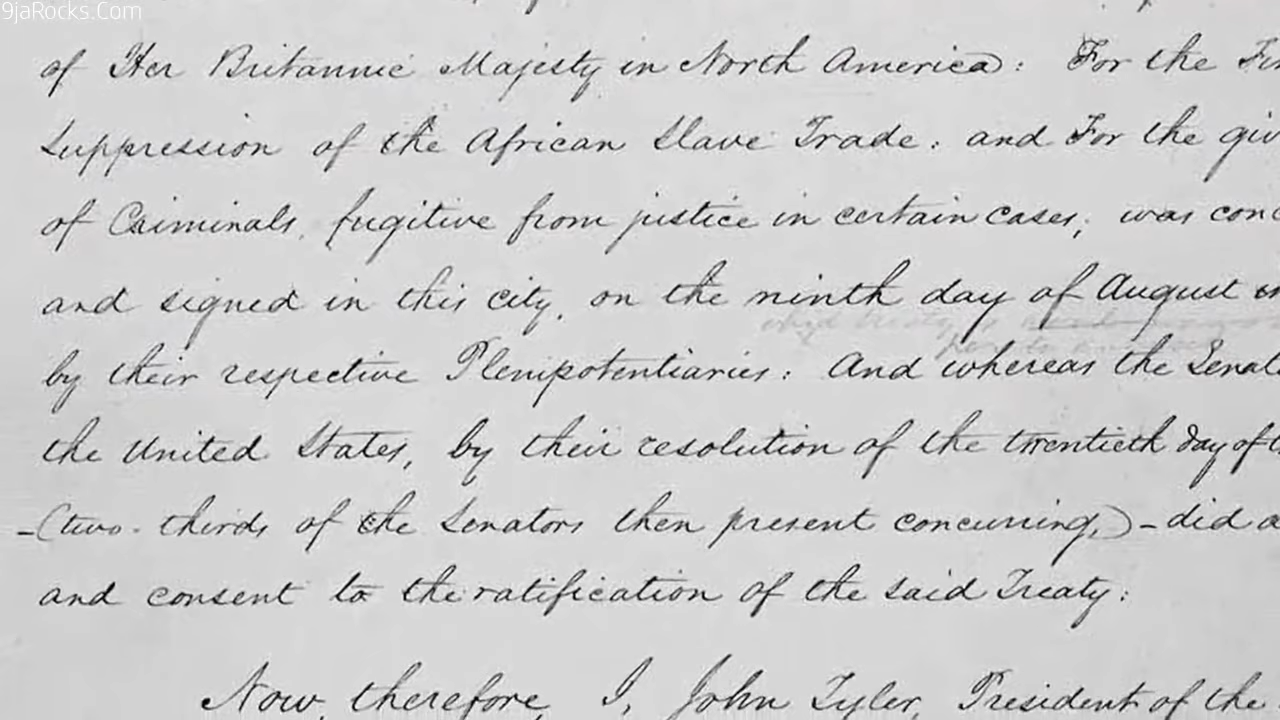 9jaRocks.Com
of Her Britannic Majesty in North America: For the Fin
Suppression of the African Slave Trade: and For the giv
of Criminals, fugitive from justice in certain cases, was conc
and signed in this city, on the ninth day of August
by their respective Plenipotentiaries: And whereas the Senate
the United States, by their resolution of the twentieth day of
(two-thirds of the Senators then present concurring,) - did a
and consent to the ratification of the said Treaty:
Now, therefore, I, John Tyler, President of the